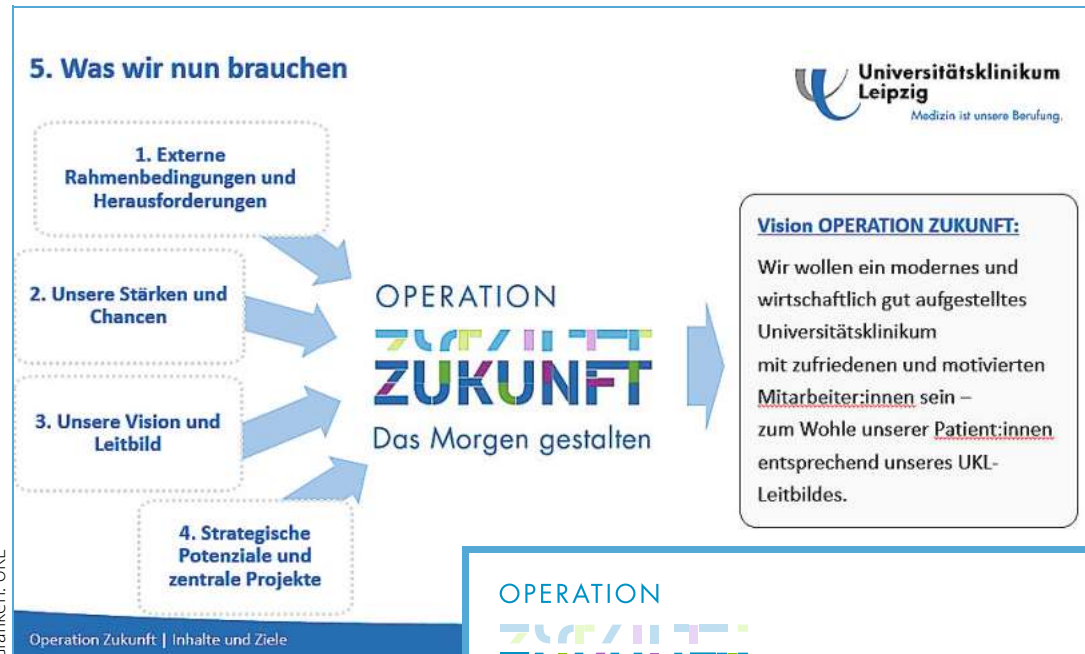 5. Was wir nun brauchen
Universitätsklinikum
Leipzig
Medizin ist unsere Berufung.
1. Externe
Rahmenbedingungen und
Herausforderungen
2. Unsere Stärken und
Chancen
3. Unsere Vision und
Leitbild
4. Strategische
Potenziale und
zentrale Projekte
OPERATION
ZUKUNFT
Das Morgen gestalten
Vision OPERATION ZUKUNFT:
Wir wollen ein modernes und
wirtschaftlich gut aufgestelltes
Universitätsklinikum
mit zufriedenen und motivierten
Mitarbeiter:innen sein –
zum Wohle unserer Patient:innen
entsprechend unseres UKL-
Leitbildes.
Operation Zukunft | Inhalte und Ziele
OPERATION